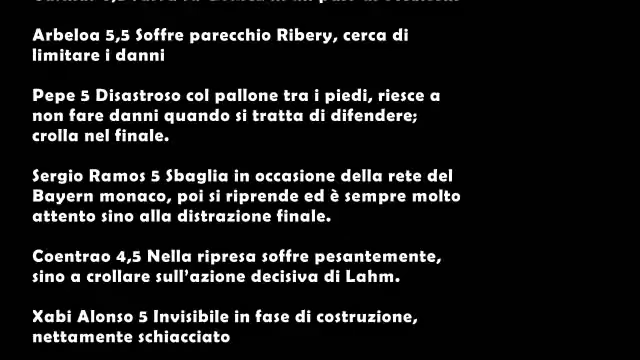 Arbeloa 5,5 Soffre parecchio Ribery, cerca di
limitare i danni
Pepe 5 Disastroso col pallone tra i piedi, riesce a
non fare danni quando si tratta di difendere;
crolla nel finale.
Sergio Ramos 5 Sbaglia in occasione della rete del
Bayern monaco, poi si riprende ed è sempre molto
attento sino alla distrazione finale.
Coentrao 4,5 Nella ripresa soffre pesantemente,
sino a crollare sull'azione decisiva di Lahm.
Xabi Alonso 5 Invisibile in fase di costruzione,
nettamente schiacciato